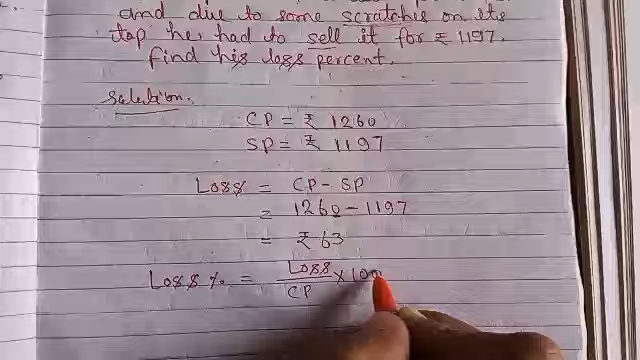 and due to some scratches on its
top he had to sell it for ₹ 1197.
find his loss percent.
Solution.
CP = ₹ 1260
SP = ₹ 1197
Loss = CP - SP
= 1260 - 1197
= ₹ 63
Loss % = Loss/CP × 100